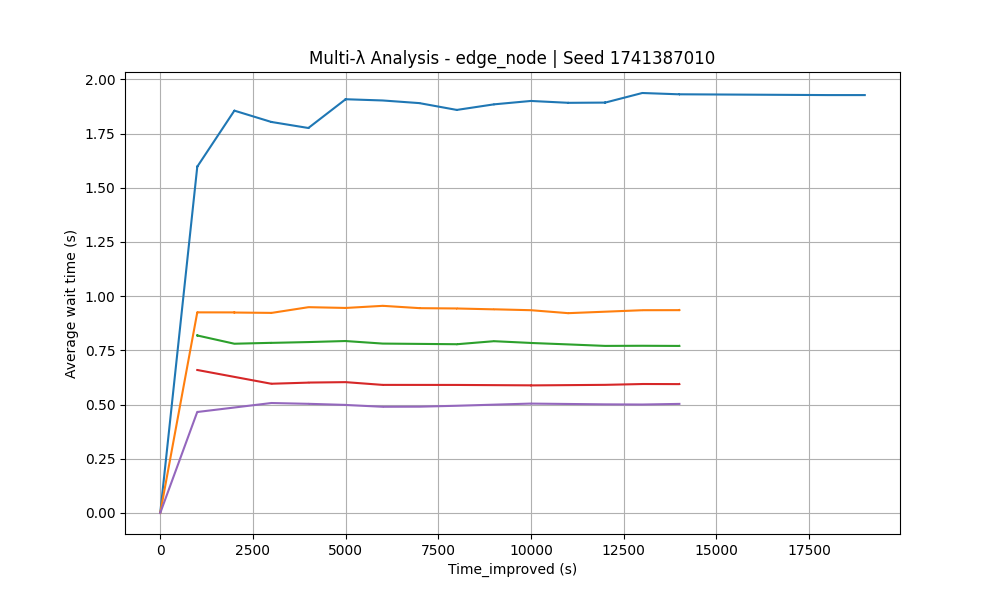 Multi-λ Analysis - edge_node | Seed 1741387010
Average wait time (s)
2.00
1.75
1.50
1.25
1.00
0.75
0.50
0.25
0.00
0 2500 5000 7500 10000 12500 15000 17500
Time_improved (s)